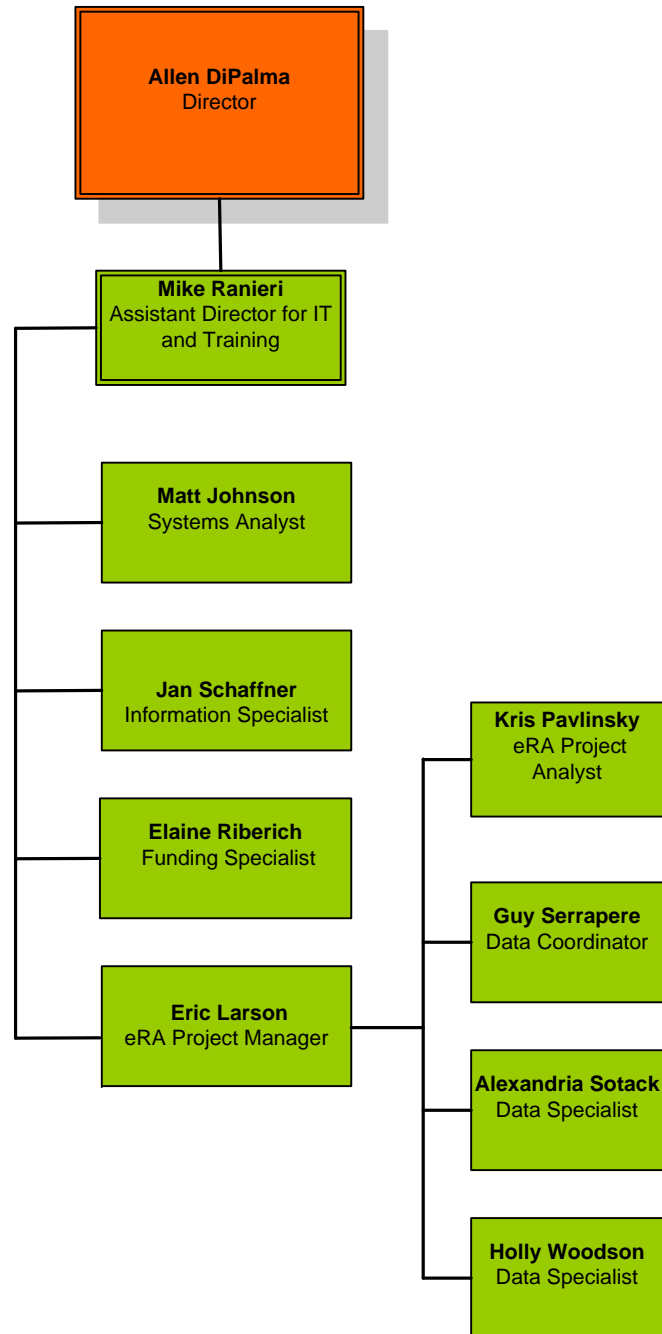 Allen DiPalma
Director
Mike Ranieri
Assistant Director for IT
and Training
Matt Johnson
Systems Analyst
Jan Schaffner
Information Specialist
Elaine Riberich
Funding Specialist
Eric Larson
eRA Project Manager
Kris Pavlinsky
eRA Project
Analyst
Guy Serrapere
Data Coordinator
Alexandria Sotack
Data Specialist
Holly Woodson
Data Specialist